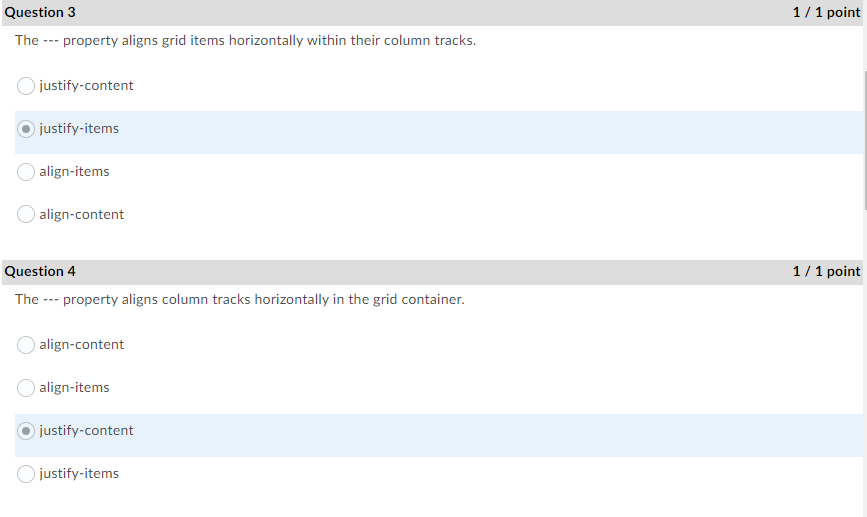 Question 3 1 / 1 point
The --- property aligns grid items horizontally within their column tracks.
justify-content
justify-items
align-items
align-content
Question 4 1 / 1 point
The --- property aligns column tracks horizontally in the grid container.
align-content
align-items
justify-content
justify-items